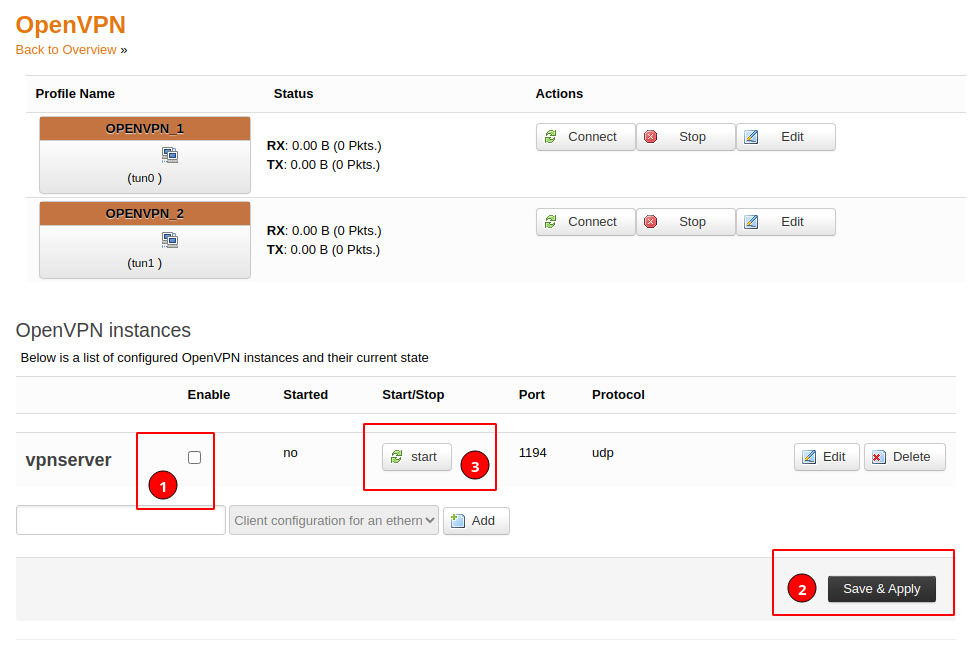 OpenVPN
Back to Overview »
Profile Name Status Actions
OPENVPN_1
(tun0 )
RX: 0.00 B (0 Pkts.)
TX: 0.00 B (0 Pkts.)
Connect Stop Edit
OPENVPN_2
(tun1 )
RX: 0.00 B (0 Pkts.)
TX: 0.00 B (0 Pkts.)
Connect Stop Edit
OpenVPN instances
Below is a list of configured OpenVPN instances and their current state
Enable Started Start/Stop Port Protocol
vpnserver no start 1194 udp Edit Delete
1 3
Client configuration for an ethern Add
2 Save & Apply